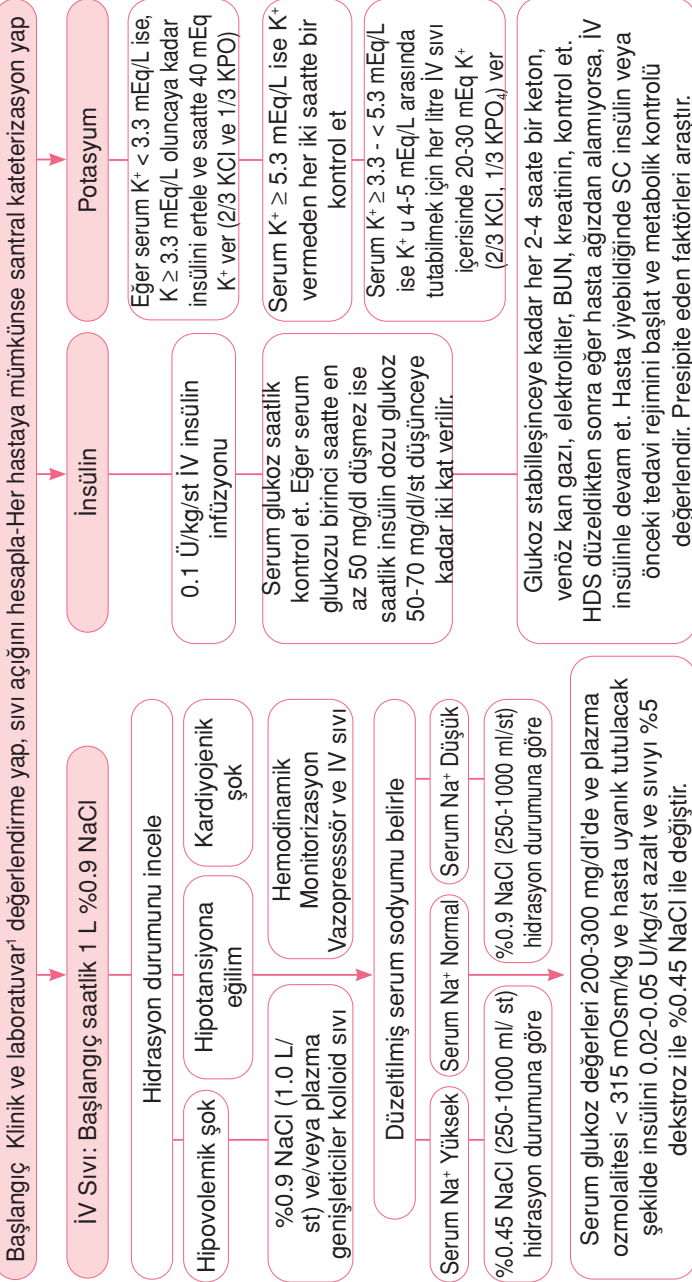 Başlangıç Klinik ve laboratuvar¹ değerlendirme yap, sıvı açığını hesapla-Her hastaya mümkünse santral kateterizasyon yap
İV Sıvı: Başlangıç saatlik 1 L %0.9 NaCl
Hidrasyon durumunu incele
Hipovolemik şok
Hipotansiyona
eğilim
Kardiyojenik
şok
%0.9 NaCl (1.0 L/
st) ve/veya plazma
genişleticiler kolloid sıvı
Hemodinamik
Monitorizasyon
Vazopresssör ve IV sıvı
Düzeltilmiş serum sodyumu belirle
Serum Na⁺ Yüksek
Serum Na⁺ Normal
Serum Na⁺ Düşük
%0.45 NaCl (250-1000 ml/ st)
hidrasyon durumuna göre
%0.9 NaCl (250-1000 ml/st)
hidrasyon durumuna göre
Serum glukoz değerleri 200-300 mg/dl'de ve plazma
ozmolalitesi < 315 mOsm/kg ve hasta uyanık tutulacak
şekilde insülini 0.02-0.05 U/kg/st azalt ve sıvıyı %5
dekstroz ile %0.45 NaCl ile değiştir.
İnsülin
0.1 Ü/kg/st İV insülin
infüzyonu
Serum glukoz saatlik
kontrol et. Eğer serum
glukozu birinci saatte en
az 50 mg/dl düşmez ise
saatlik insülin dozu glukoz
50-70 mg/dl/st düşünceye
kadar iki kat verilir.
Potasyum
Eğer serum K⁺ < 3.3 mEq/L ise,
K ≥ 3.3 mEq/L oluncaya kadar
insülini ertele ve saatte 40 mEq
K⁺ ver (2/3 KCl ve 1/3 KPO)
Serum K⁺ ≥ 5.3 mEq/L ise K⁺
vermeden her iki saatte bir
kontrol et
Serum K⁺ ≥ 3.3 - < 5.3 mEq/L
ise K⁺ u 4-5 mEq/L arasında
tutabilmek için her litre İV sıvı
içerisinde 20-30 mEq K⁺
(2/3 KCl, 1/3 KPO₄) ver
Glukoz stabilleşinceye kadar her 2-4 saate bir keton,
venöz kan gazı, elektrolitler, BUN, kreatinin, kontrol et.
HDS düzeldikten sonra eğer hasta ağızdan alamıyorsa, İV
insülinle devam et. Hasta yiyebildiğinde SC insülin veya
önceki tedavi rejimini başlat ve metabolik kontrolü
değerlendir. Presipite eden faktörleri araştır.